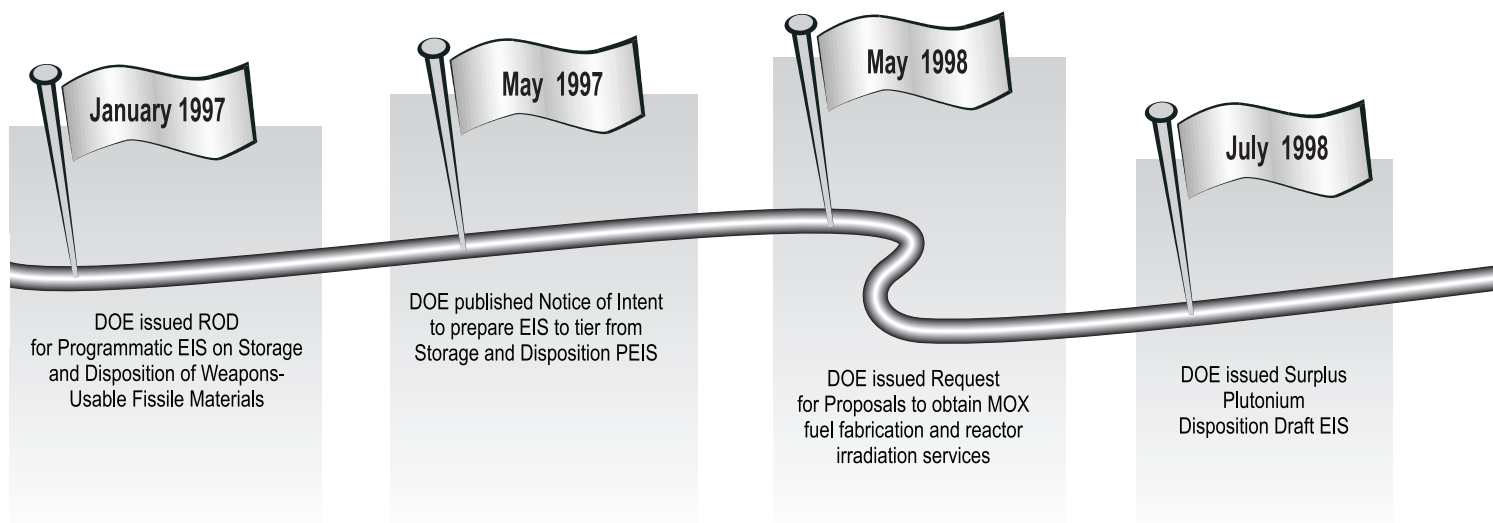 January 1997
DOE issued ROD
for Programmatic EIS on Storage
and Disposition of Weapons-
Usable Fissile Materials
May 1997
DOE published Notice of Intent
to prepare EIS to tier from
Storage and Disposition PEIS
May 1998
DOE issued Request
for Proposals to obtain MOX
fuel fabrication and reactor
irradiation services
July 1998
DOE issued Surplus
Plutonium
Disposition Draft EIS